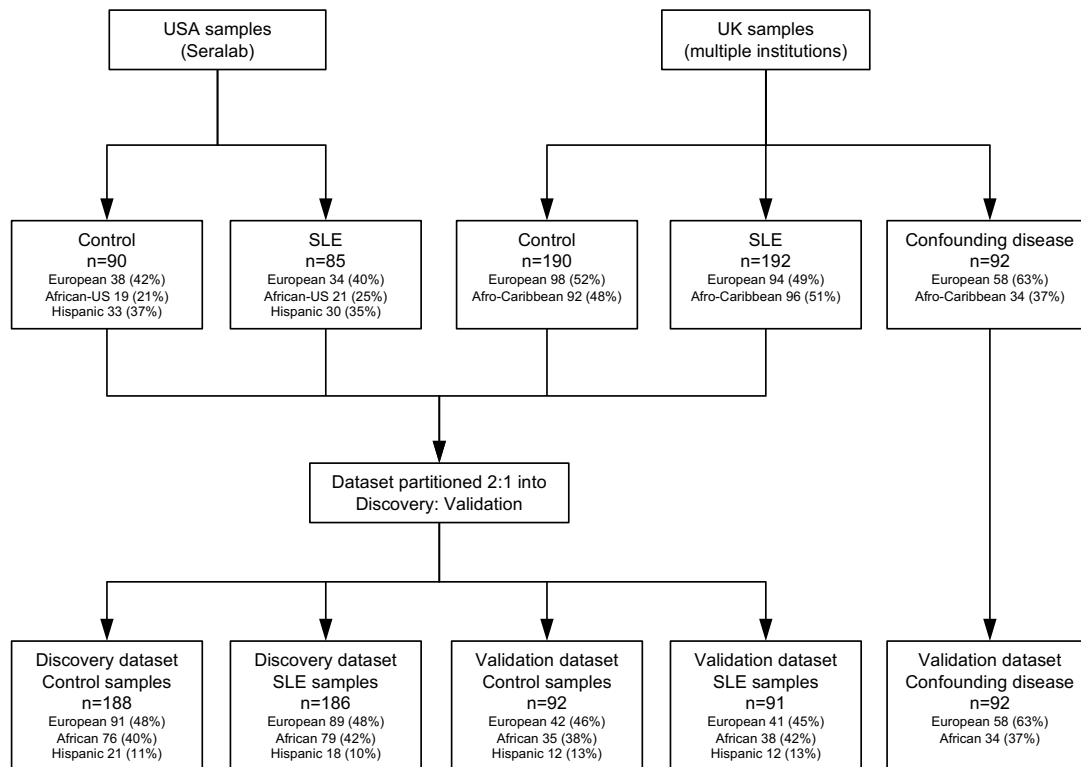 USA samples
(Seralab)
UK samples
(multiple institutions)
Control
n=90
European 38 (42%)
African-US 19 (21%)
Hispanic 33 (37%)
SLE
n=85
European 34 (40%)
African-US 21 (25%)
Hispanic 30 (35%)
Control
n=190
European 98 (52%)
Afro-Caribbean 92 (48%)
SLE
n=192
European 94 (49%)
Afro-Caribbean 96 (51%)
Confounding disease
n=92
European 58 (63%)
Afro-Caribbean 34 (37%)
Dataset partitioned 2:1 into
Discovery: Validation
Discovery dataset
Control samples
n=188
European 91 (48%)
African 76 (40%)
Hispanic 21 (11%)
Discovery dataset
SLE samples
n=186
European 89 (48%)
African 79 (42%)
Hispanic 18 (10%)
Validation dataset
Control samples
n=92
European 42 (46%)
African 35 (38%)
Hispanic 12 (13%)
Validation dataset
SLE samples
n=91
European 41 (45%)
African 38 (42%)
Hispanic 12 (13%)
Validation dataset
Confounding disease
n=92
European 58 (63%)
African 34 (37%)